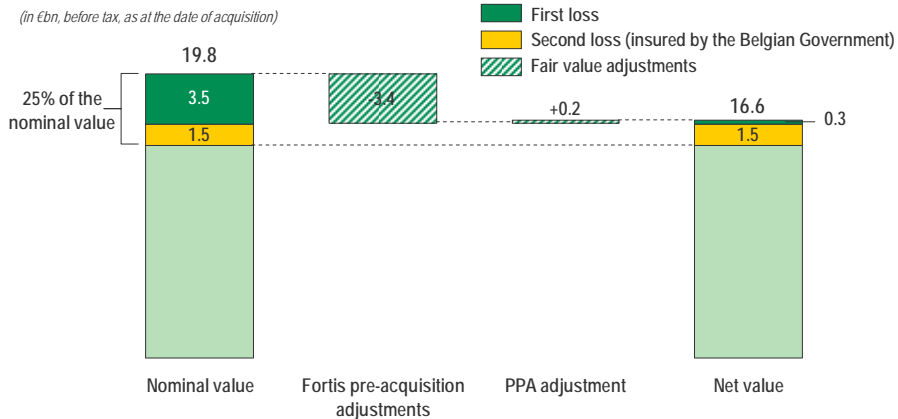 (in €bn, before tax, as at the date of acquisition)
First loss
Second loss (insured by the Belgian Government)
Fair value adjustments
19.8
25% of the
nominal value
3.5
1.5
-3.4
+0.2
16.6
0.3
1.5
Nominal value
Fortis pre-acquisition
adjustments
PPA adjustment
Net value